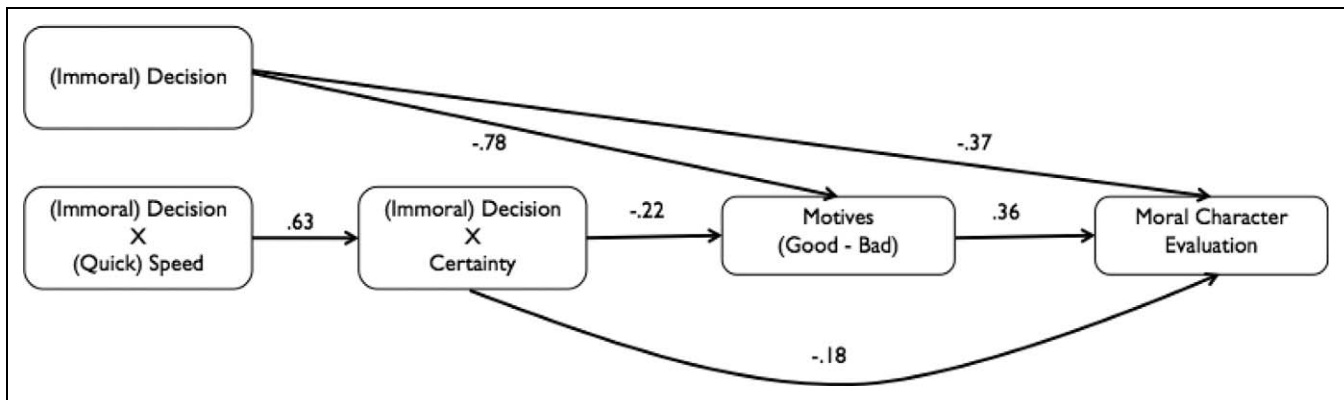 (Immoral) Decision
-.78
-.37
(Immoral) Decision
X
(Quick) Speed
.63
(Immoral) Decision
X
Certainty
-.22
Motives
(Good - Bad)
.36
Moral Character
Evaluation
-.18